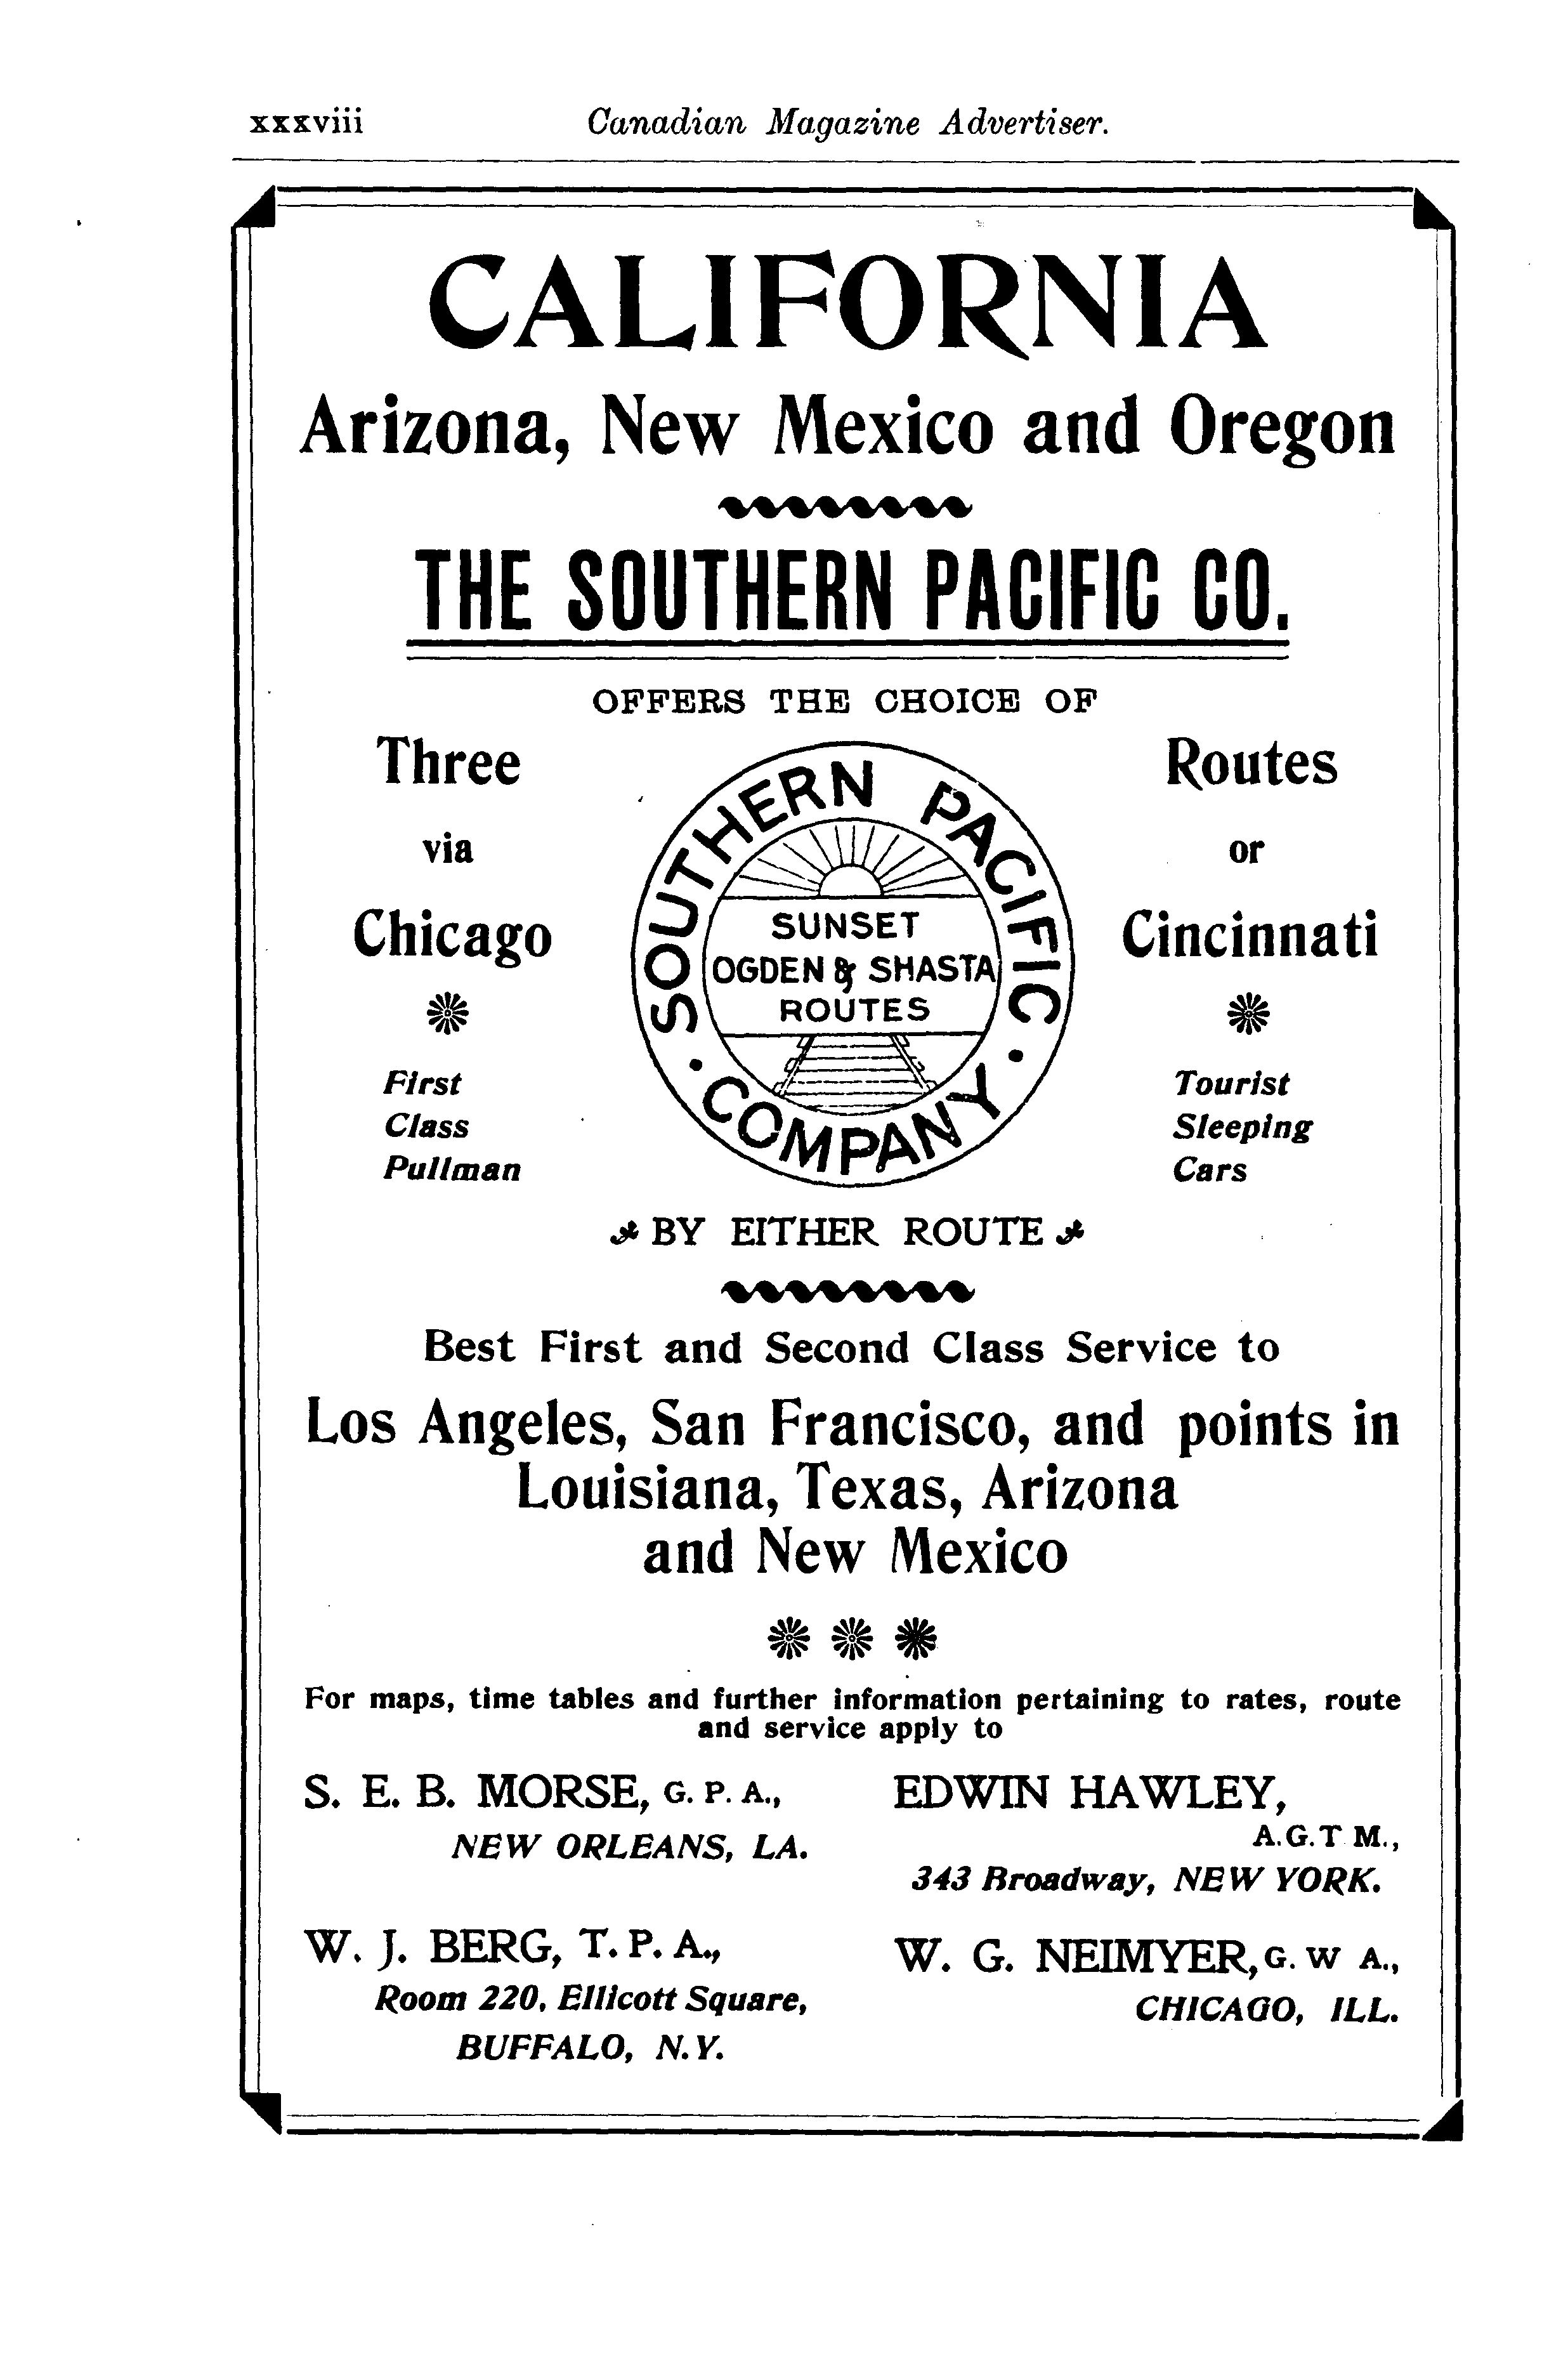 xxxviii Canadian Magazine Advertiser.
CALIFORNIA
Arizona, New Mexico and Oregon
THE SOUTHERN PACIFIC CO.
OFFERS THE CHOICE OF
Three Routes
via or
Chicago Cincinnati
SOUTHERN PACIFIC
· COMPANY ·
SUNSET
OGDEN & SHASTA
ROUTES
First Tourist
Class Sleeping
Pullman Cars
BY EITHER ROUTE
Best First and Second Class Service to
Los Angeles, San Francisco, and points in
Louisiana, Texas, Arizona
and New Mexico
For maps, time tables and further information pertaining to rates, route
and service apply to
S. E. B. MORSE, G. P. A.,
NEW ORLEANS, LA.
EDWIN HAWLEY,
A.G.T M.,
343 Broadway, NEW YORK.
W. J. BERG, T. P. A.,
Room 220, Ellicott Square,
BUFFALO, N. Y.
W. G. NEIMYER, G. W A.,
CHICAGO, ILL.